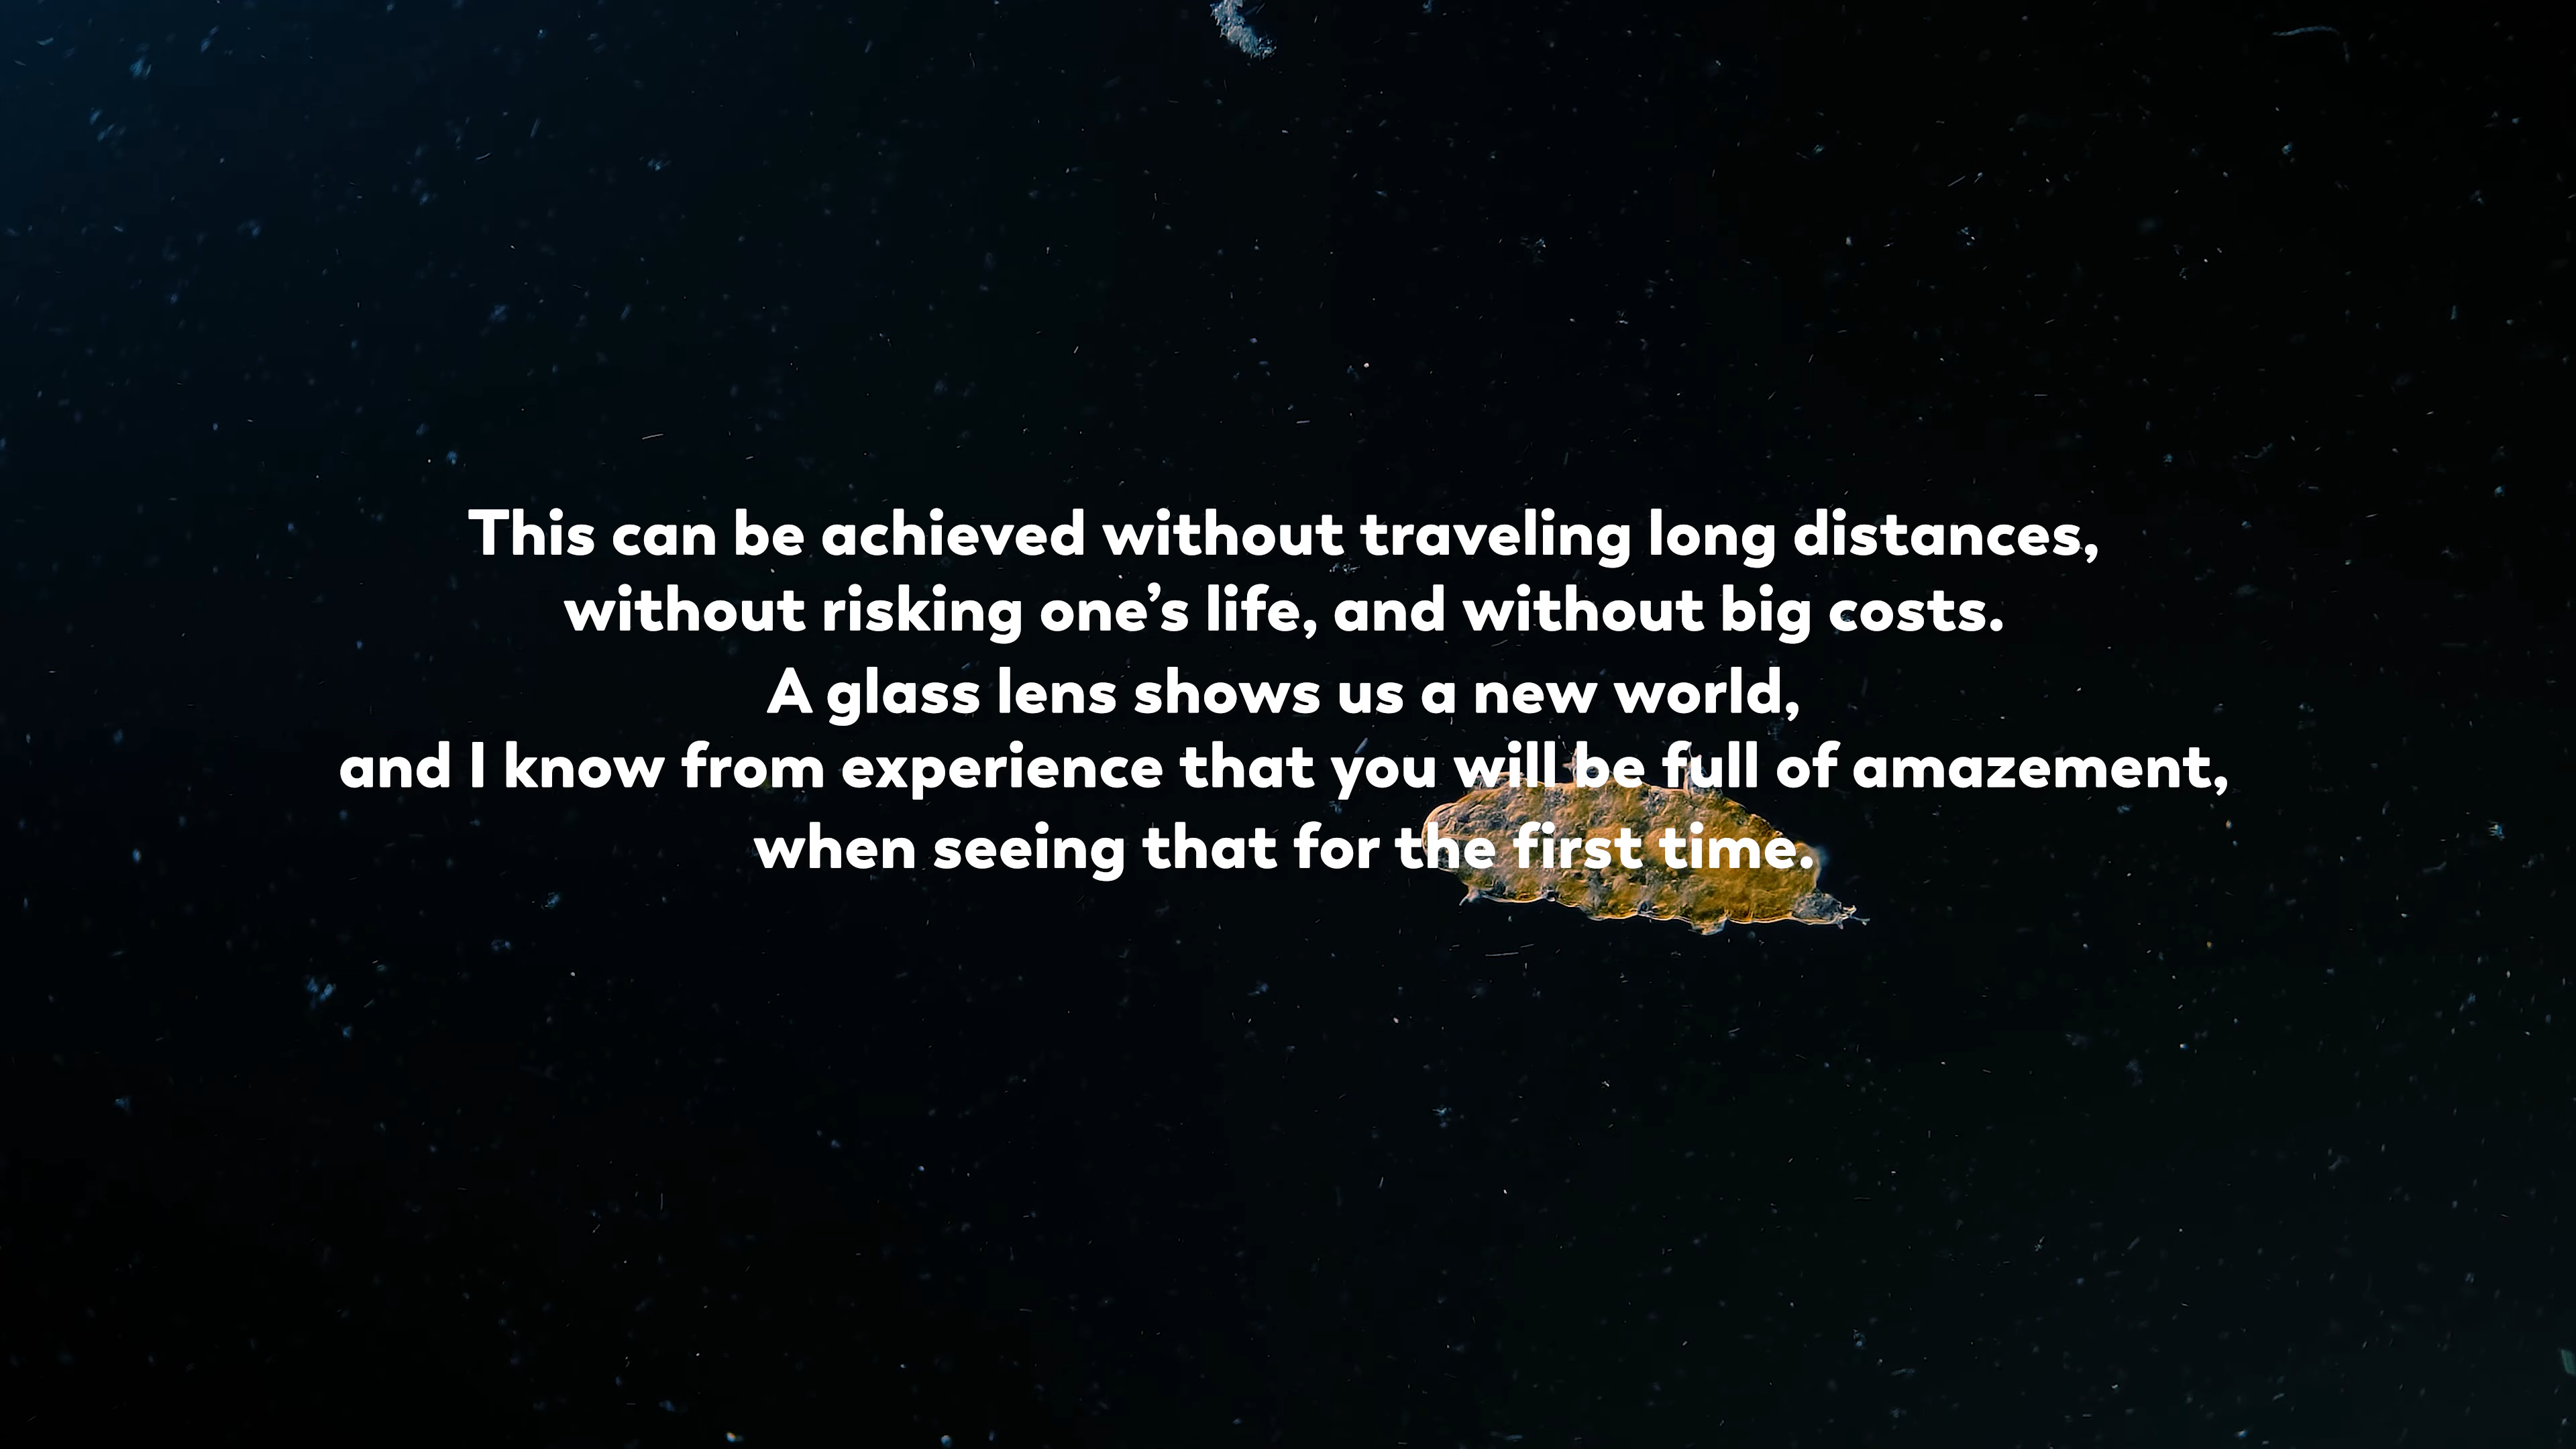 This can be achieved without traveling long distances,
without risking one’s life, and without big costs.
A glass lens shows us a new world,
and I know from experience that you will be full of amazement,
when seeing that for the first time.